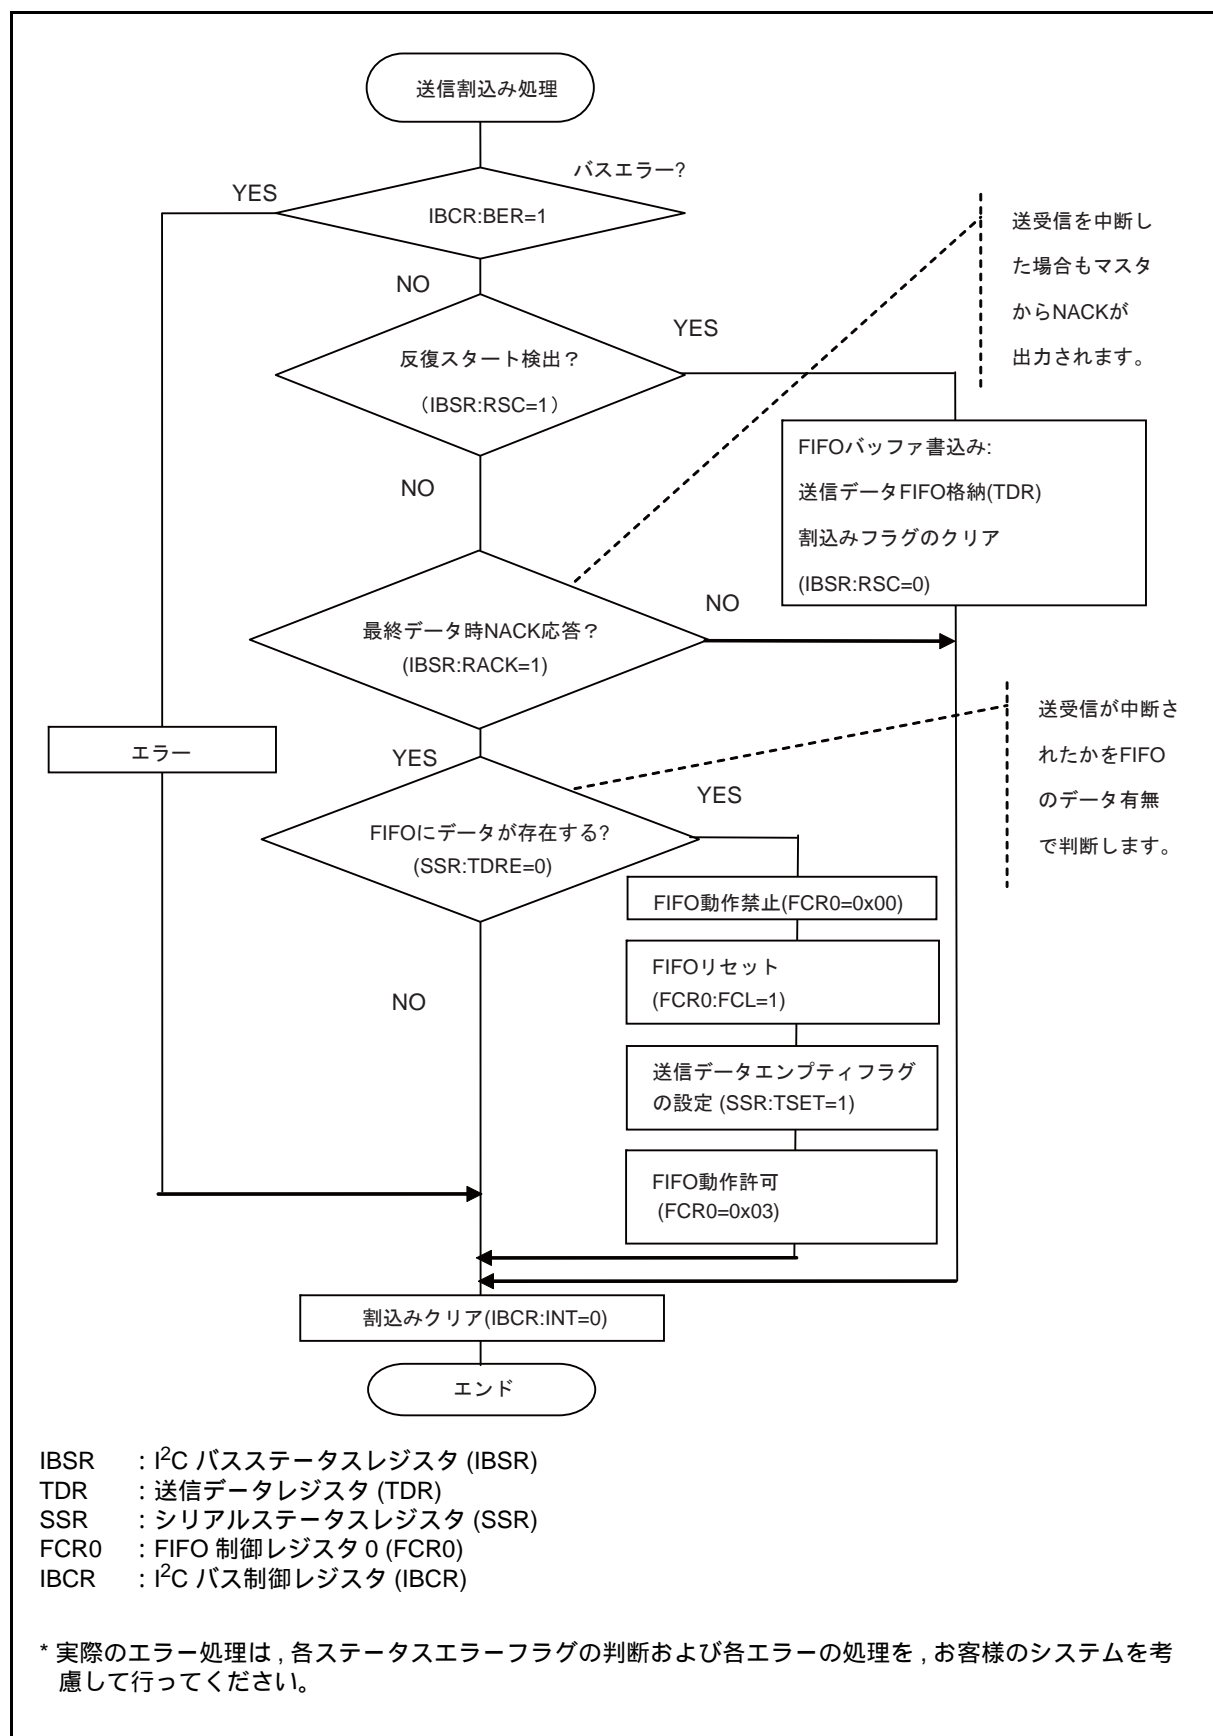 送信割込み処理
バスエラー?
YES
IBCR:BER=1
NO
送受信を中断し
た場合もマスタ
からNACKが
出力されます。
YES
反復スタート検出？
（IBSR:RSC=1）
NO
FIFOバッファ書込み:
送信データFIFO格納(TDR)
割込みフラグのクリア
(IBSR:RSC=0)
NO
最終データ時NACK応答？
(IBSR:RACK=1)
エラー
YES
送受信が中断さ
れたかをFIFO
のデータ有無
で判断します。
YES
FIFOにデータが存在する?
(SSR:TDRE=0)
FIFO動作禁止(FCR0=0x00)
FIFOリセット
(FCR0:FCL=1)
NO
送信データエンプティフラグ
の設定 (SSR:TSET=1)
FIFO動作許可
(FCR0=0x03)
割込みクリア(IBCR:INT=0)
エンド
IBSR : I²C バスステータスレジスタ (IBSR)
TDR : 送信データレジスタ (TDR)
SSR : シリアルステータスレジスタ (SSR)
FCR0 : FIFO 制御レジスタ 0 (FCR0)
IBCR : I²C バス制御レジスタ (IBCR)
* 実際のエラー処理は , 各ステータスエラーフラグの判断および各エラーの処理を , お客様のシステムを考
慮して行ってください。